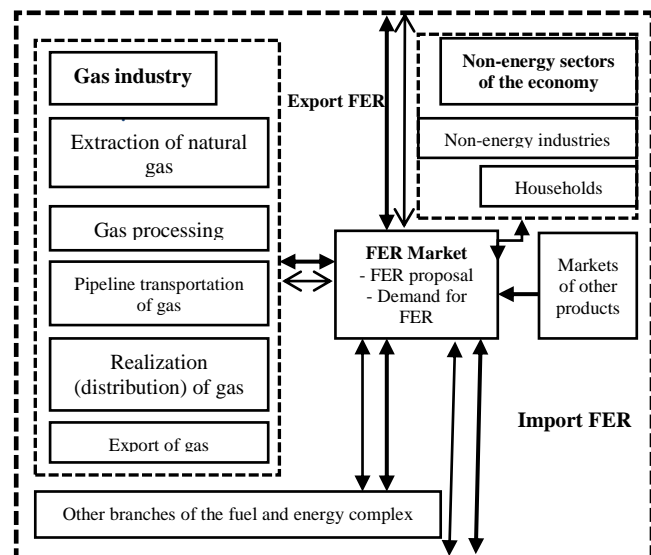 Gas industry
Extraction of natural
gas
Gas processing
Pipeline transportation
of gas
Realization
(distribution) of gas
Export of gas
Export FER
Non-energy sectors
of the economy
Non-energy industries
Households
FER Market
- FER proposal
- Demand for
FER
Markets
of other
products
Import FER
Other branches of the fuel and energy complex